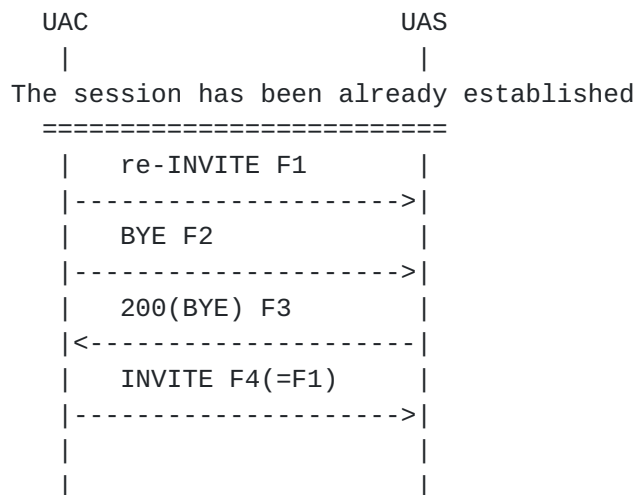 UAC                     UAS
|                      |
The session has been already established
==========================
|   re-INVITE F1       |
|--------------------->|
|   BYE F2             |
|--------------------->|
|   200(BYE) F3        |
|<---------------------|
|   INVITE F4(=F1)     |
|--------------------->|
|                      |
|                      |